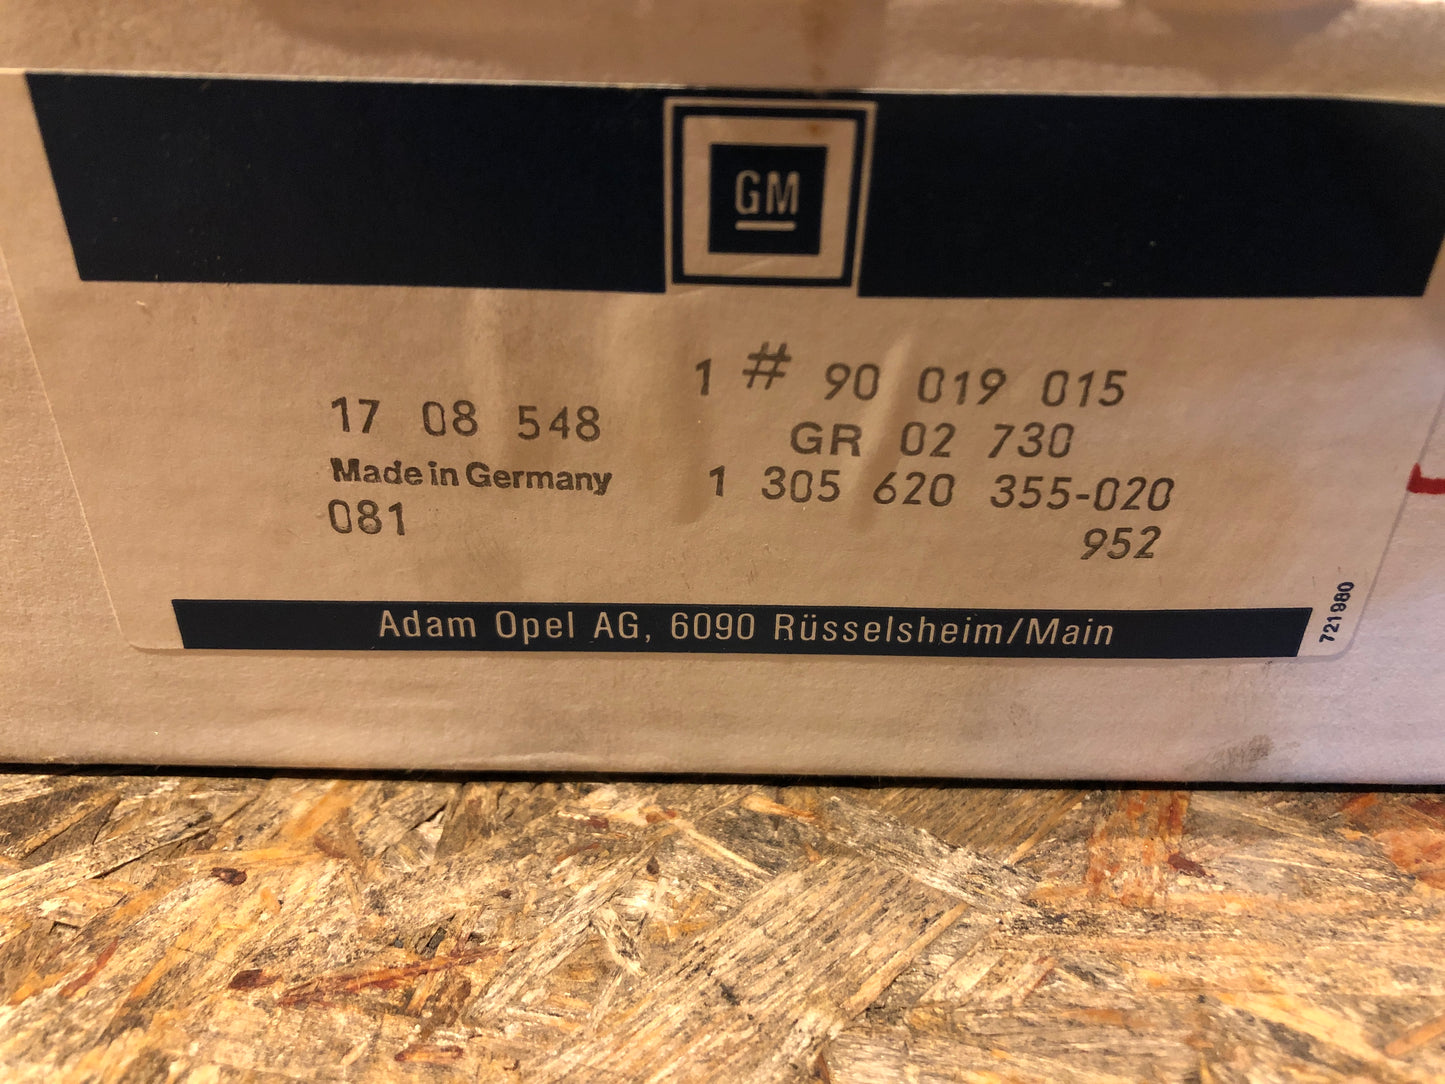 GM
1 # 90 019 015
17 08 548
GR 02 730
Made in Germany
1 305 620 355-020
081
952
Adam Opel AG, 6090 Rüsselsheim/Main
721980